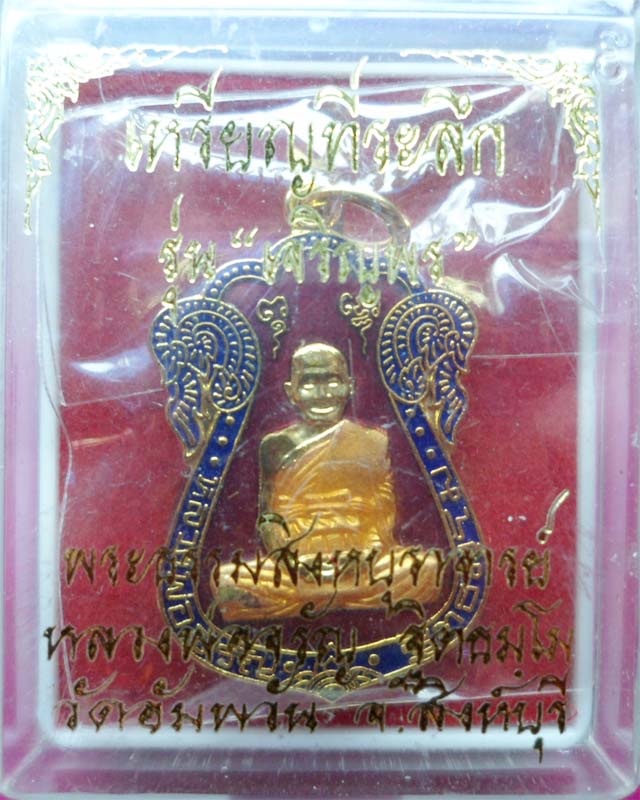 เหรียญที่ระลึก
รุ่น "เจริญพร"
พระธรรมสิงหบุราจารย์
หลวงพ่อจรัญ ฐิตธมฺโม
วัดอัมพวัน จ.สิงห์บุรี